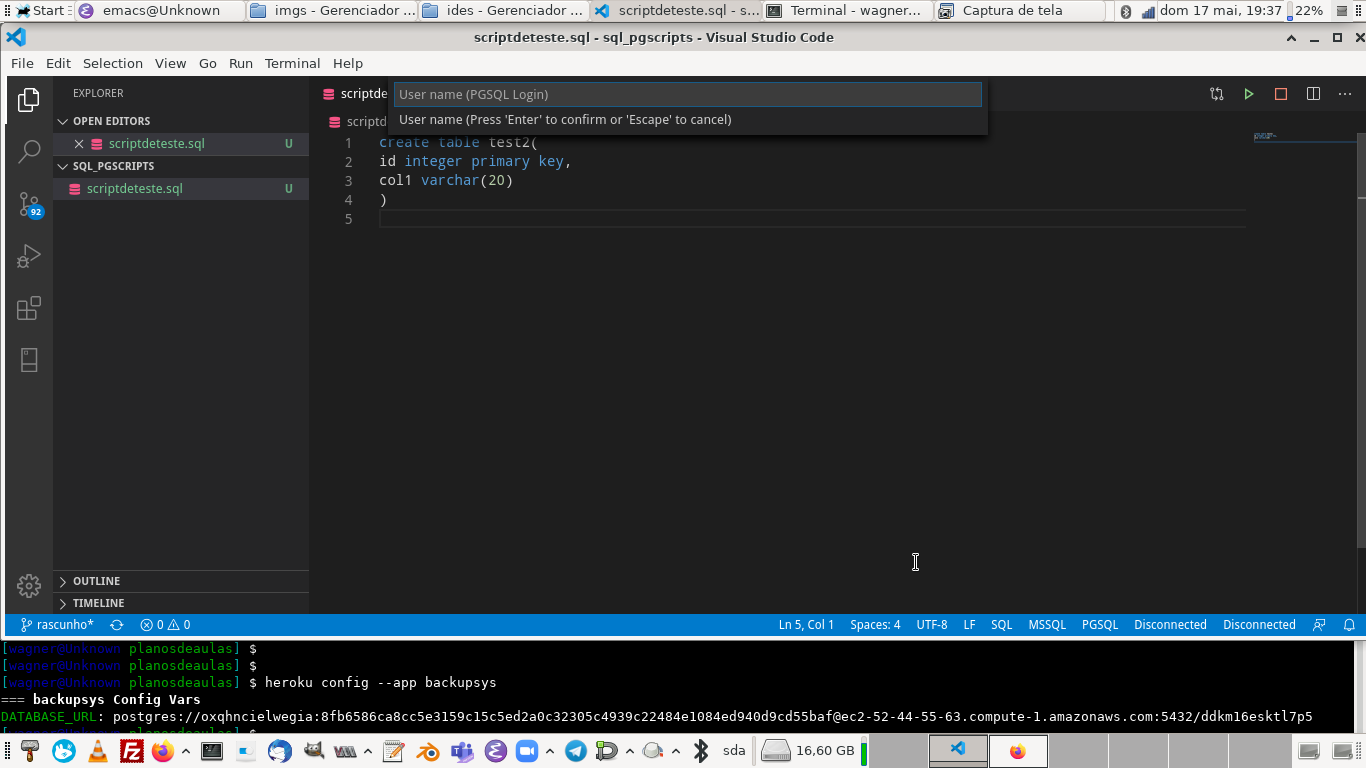 Start
emacs@Unknown
imgs - Gerenciador ...
ides - Gerenciador ...
scriptdeteste.sql - s...
Terminal - wagner...
Captura de tela
dom 17 mai, 19:37
22%
scriptdeteste.sql - sql_pgscripts - Visual Studio Code
File Edit Selection View Go Run Terminal Help
EXPLORER
OPEN EDITORS
scriptdeteste.sql U
SQL_PGSCRIPTS
scriptdeteste.sql U
92
OUTLINE
TIMELINE
scriptde
User name (PGSQL Login)
scriptd
User name (Press 'Enter' to confirm or 'Escape' to cancel)
1 create table test2(
2 id integer primary key,
3 col1 varchar(20)
4 )
5
rascunho* 0 0 Ln 5, Col 1 Spaces: 4 UTF-8 LF SQL MSSQL PGSQL Disconnected Disconnected
[wagner@Unknown planosdeaulas] $
[wagner@Unknown planosdeaulas] $
[wagner@Unknown planosdeaulas] $ heroku config --app backupsys
=== backupsys Config Vars
DATABASE_URL: postgres://oxqhncielwegia:8fb6586ca8cc5e3159c15c5ed2a0c32305c4939c22484e1084ed940d9cd55baf@ec2-52-44-55-63.compute-1.amazonaws.com:5432/ddkm16esktl7p5
sda 16,60 GB